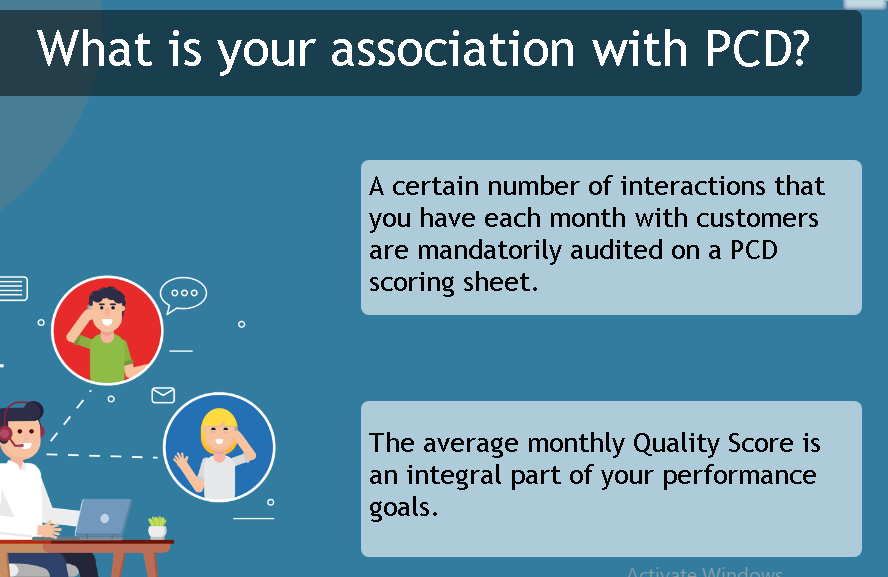 What is your association with PCD?
A certain number of interactions that
you have each month with customers
are mandatorily audited on a PCD
scoring sheet.
The average monthly Quality Score is
an integral part of your performance
goals.
Activate Windows